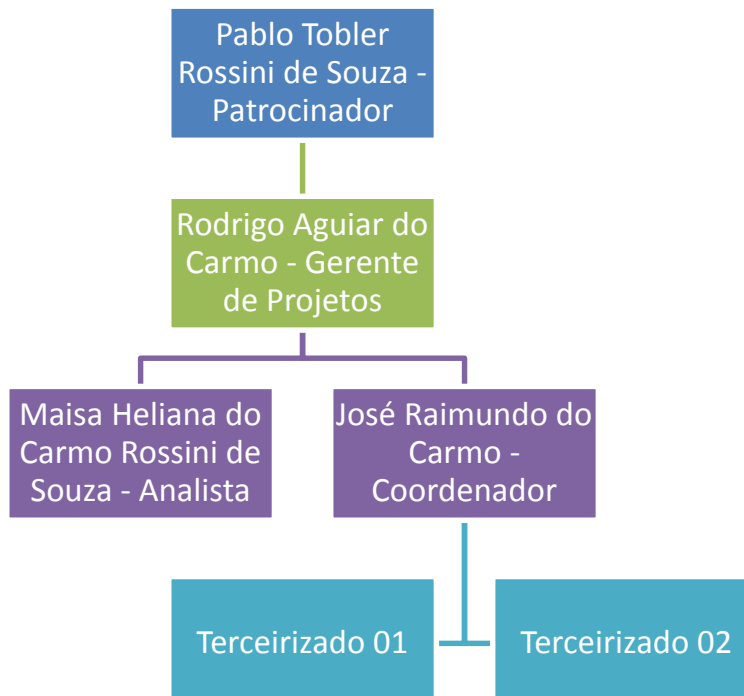 Pablo Tobler
Rossini de Souza -
Patrocinador
Rodrigo Aguiar do
Carmo - Gerente
de Projetos
Maisa Heliana do
Carmo Rossini de
Souza - Analista
José Raimundo do
Carmo -
Coordenador
Terceirizado 01
Terceirizado 02